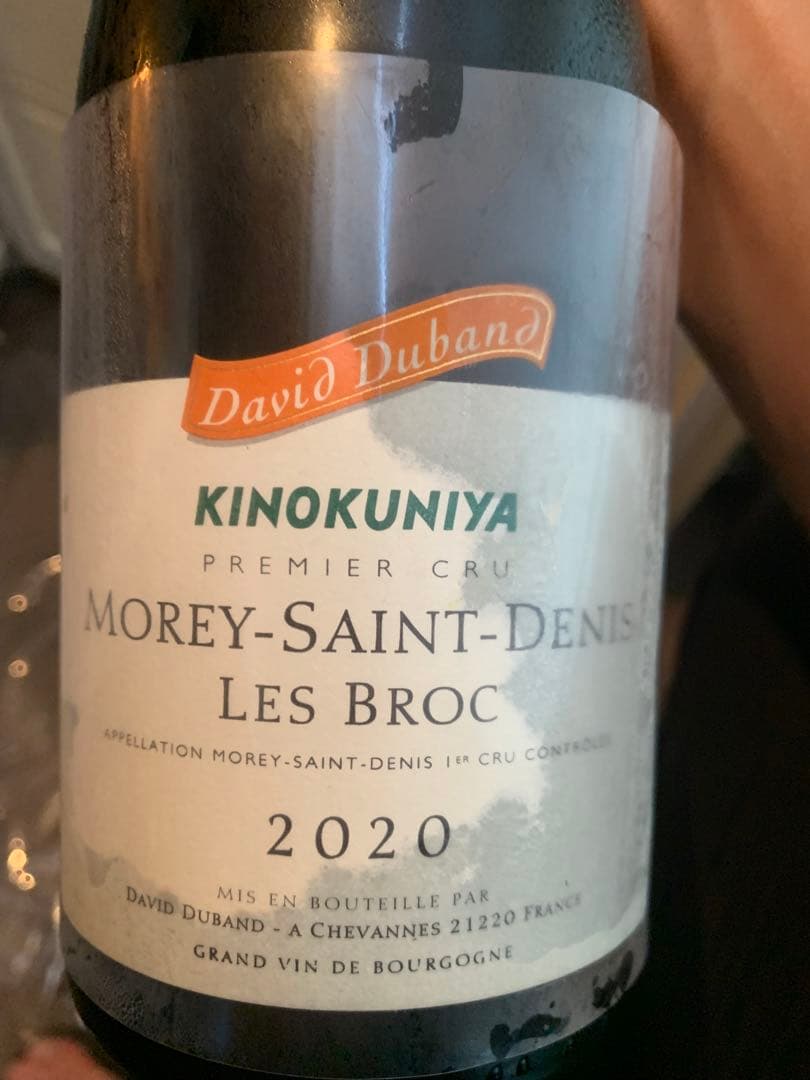 David Duband
KINOKUNIYA
PREMIER CRU
MOREY-SAINT-DENIS
LES BROC
APPELLATION MOREY-SAINT-DENIS 1ER CRU CONTRÔLÉE
2020
MIS EN BOUTEILLE PAR
DAVID DUBAND - A CHEVANNES 21220 FRANCE
GRAND VIN DE BOURGOGNE